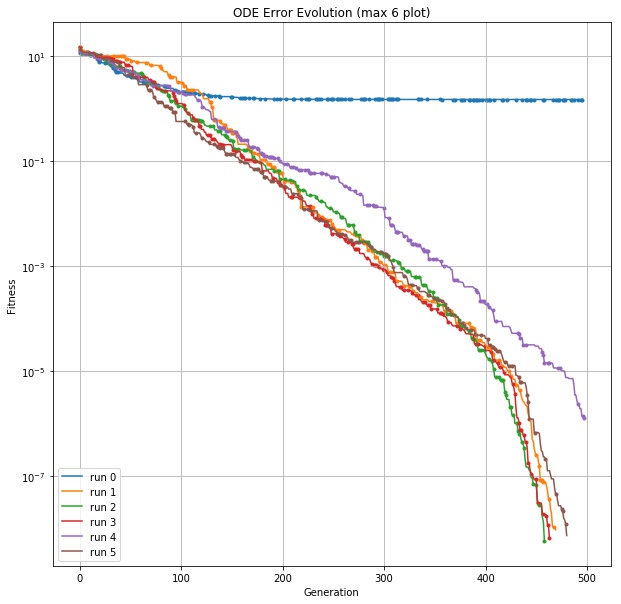 ODE Error Evolution (max 6 plot)
10^1
10^-1
10^-3
10^-5
10^-7
Fitness
run 0
run 1
run 2
run 3
run 4
run 5
0 100 200 300 400 500
Generation